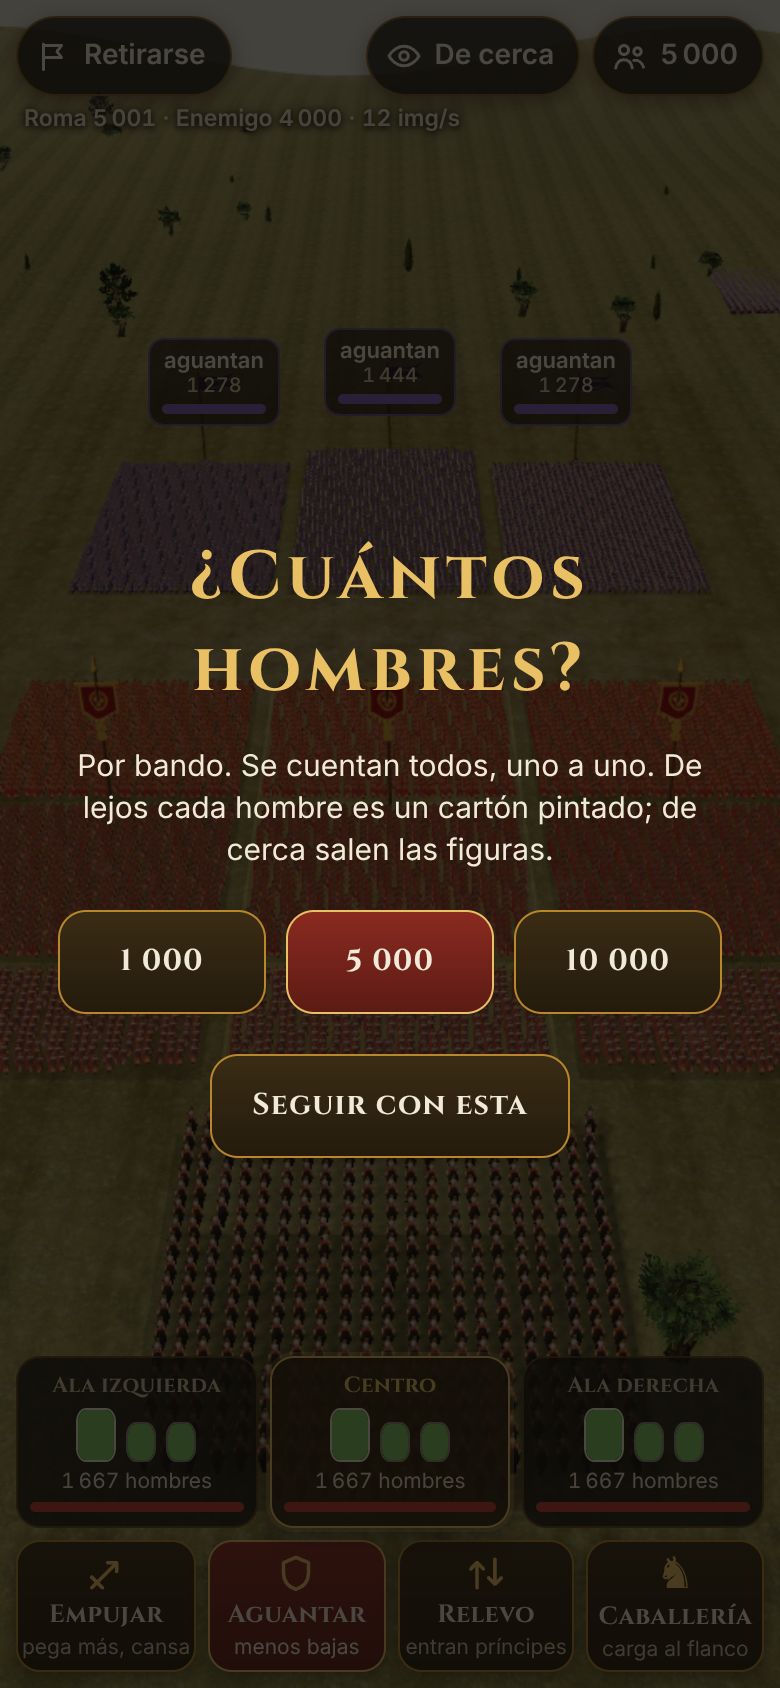 Retirarse
De cerca
5 000
Roma 5 001 · Enemigo 4 000 · 12 img/s
aguantan
1 278
aguantan
1 444
aguantan
1 278
¿Cuántos
hombres?
Por bando. Se cuentan todos, uno a uno. De
lejos cada hombre es un cartón pintado; de
cerca salen las figuras.
1 000
5 000
10 000
Seguir con esta
Ala izquierda
1 667 hombres
Centro
1 667 hombres
Ala derecha
1 667 hombres
Empujar
pega más, cansa
Aguantar
menos bajas
Relevo
entran príncipes
Caballería
carga al flanco